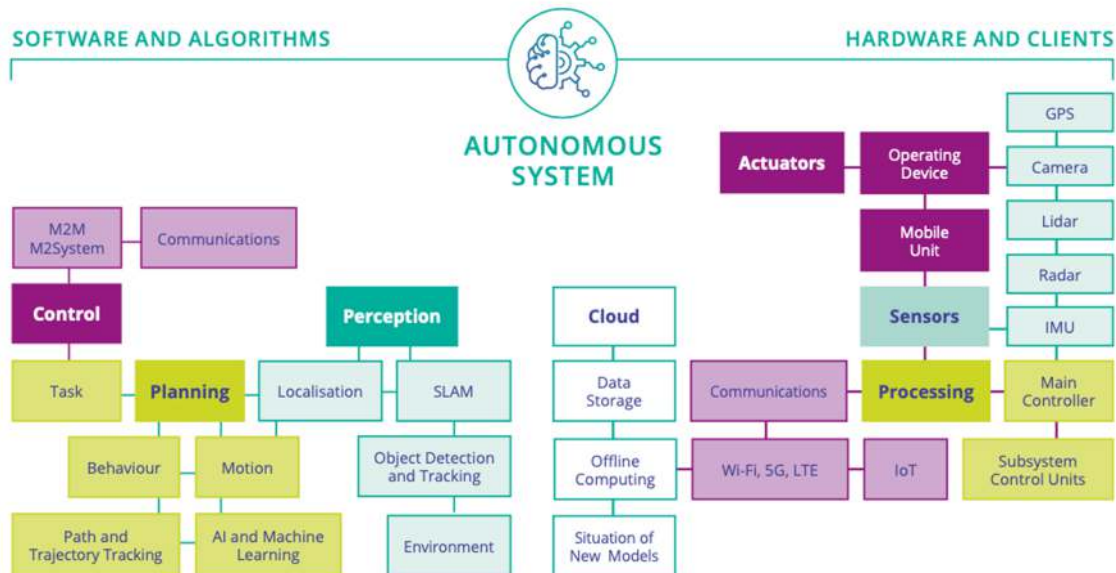 SOFTWARE AND ALGORITHMS
HARDWARE AND CLIENTS
AUTONOMOUS
SYSTEM
M2M
M2System
Communications
Control
Perception
Task
Planning
Localisation
SLAM
Behaviour
Motion
Object Detection
and Tracking
Path and
Trajectory Tracking
AI and Machine
Learning
Environment
Cloud
Data
Storage
Offline
Computing
Situation of
New Models
Actuators
Operating
Device
Mobile
Unit
Sensors
Processing
GPS
Camera
Lidar
Radar
IMU
Main
Controller
Subsystem
Control Units
Communications
Wi-Fi, 5G, LTE
IoT